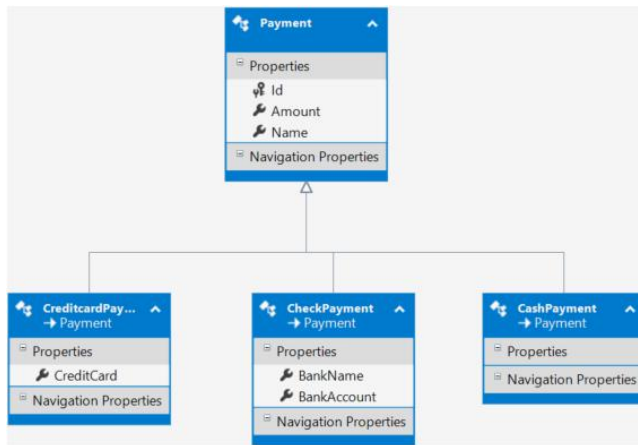 Payment
Properties
Id
Amount
Name
Navigation Properties
CreditcardPay...
Payment
Properties
CreditCard
Navigation Properties
CheckPayment
Payment
Properties
BankName
BankAccount
Navigation Properties
CashPayment
Payment
Properties
Navigation Properties